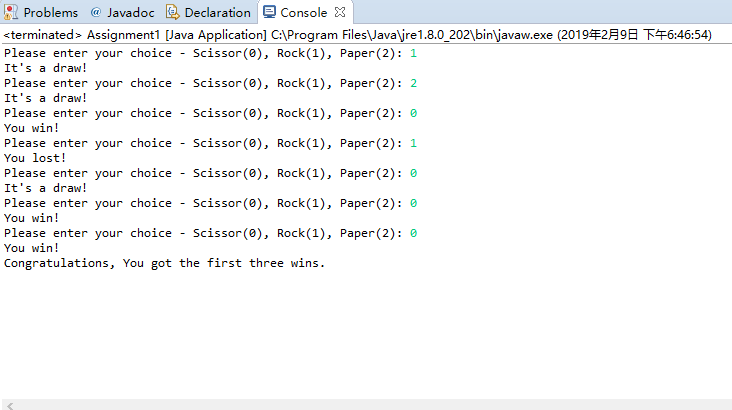 Problems @ Javadoc Declaration Console
<terminated> Assignment1 [Java Application] C:\Program Files\Java\jre1.8.0_202\bin\javaw.exe (2019年2月9日 下午6:46:54)
Please enter your choice - Scissor(0), Rock(1), Paper(2): 1
It's a draw!
Please enter your choice - Scissor(0), Rock(1), Paper(2): 2
It's a draw!
Please enter your choice - Scissor(0), Rock(1), Paper(2): 0
You win!
Please enter your choice - Scissor(0), Rock(1), Paper(2): 1
You lost!
Please enter your choice - Scissor(0), Rock(1), Paper(2): 0
It's a draw!
Please enter your choice - Scissor(0), Rock(1), Paper(2): 0
You win!
Please enter your choice - Scissor(0), Rock(1), Paper(2): 0
You win!
Congratulations, You got the first three wins.